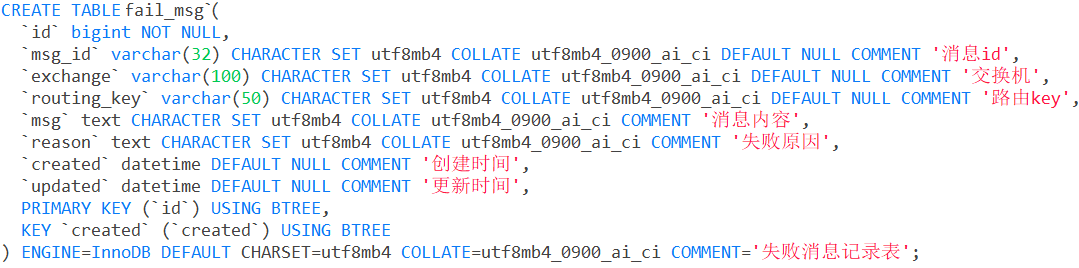 CREATE TABLE fail_msg`(
`id` bigint NOT NULL,
`msg_id` varchar(32) CHARACTER SET utf8mb4 COLLATE utf8mb4_0900_ai_ci DEFAULT NULL COMMENT '消息id',
`exchange` varchar(100) CHARACTER SET utf8mb4 COLLATE utf8mb4_0900_ai_ci DEFAULT NULL COMMENT '交换机',
`routing_key` varchar(50) CHARACTER SET utf8mb4 COLLATE utf8mb4_0900_ai_ci DEFAULT NULL COMMENT '路由key',
`msg` text CHARACTER SET utf8mb4 COLLATE utf8mb4_0900_ai_ci COMMENT '消息内容',
`reason` text CHARACTER SET utf8mb4 COLLATE utf8mb4_0900_ai_ci COMMENT '失败原因',
`created` datetime DEFAULT NULL COMMENT '创建时间',
`updated` datetime DEFAULT NULL COMMENT '更新时间',
PRIMARY KEY (`id`) USING BTREE,
KEY `created` (`created`) USING BTREE
) ENGINE=InnoDB DEFAULT CHARSET=utf8mb4 COLLATE=utf8mb4_0900_ai_ci COMMENT='失败消息记录表';